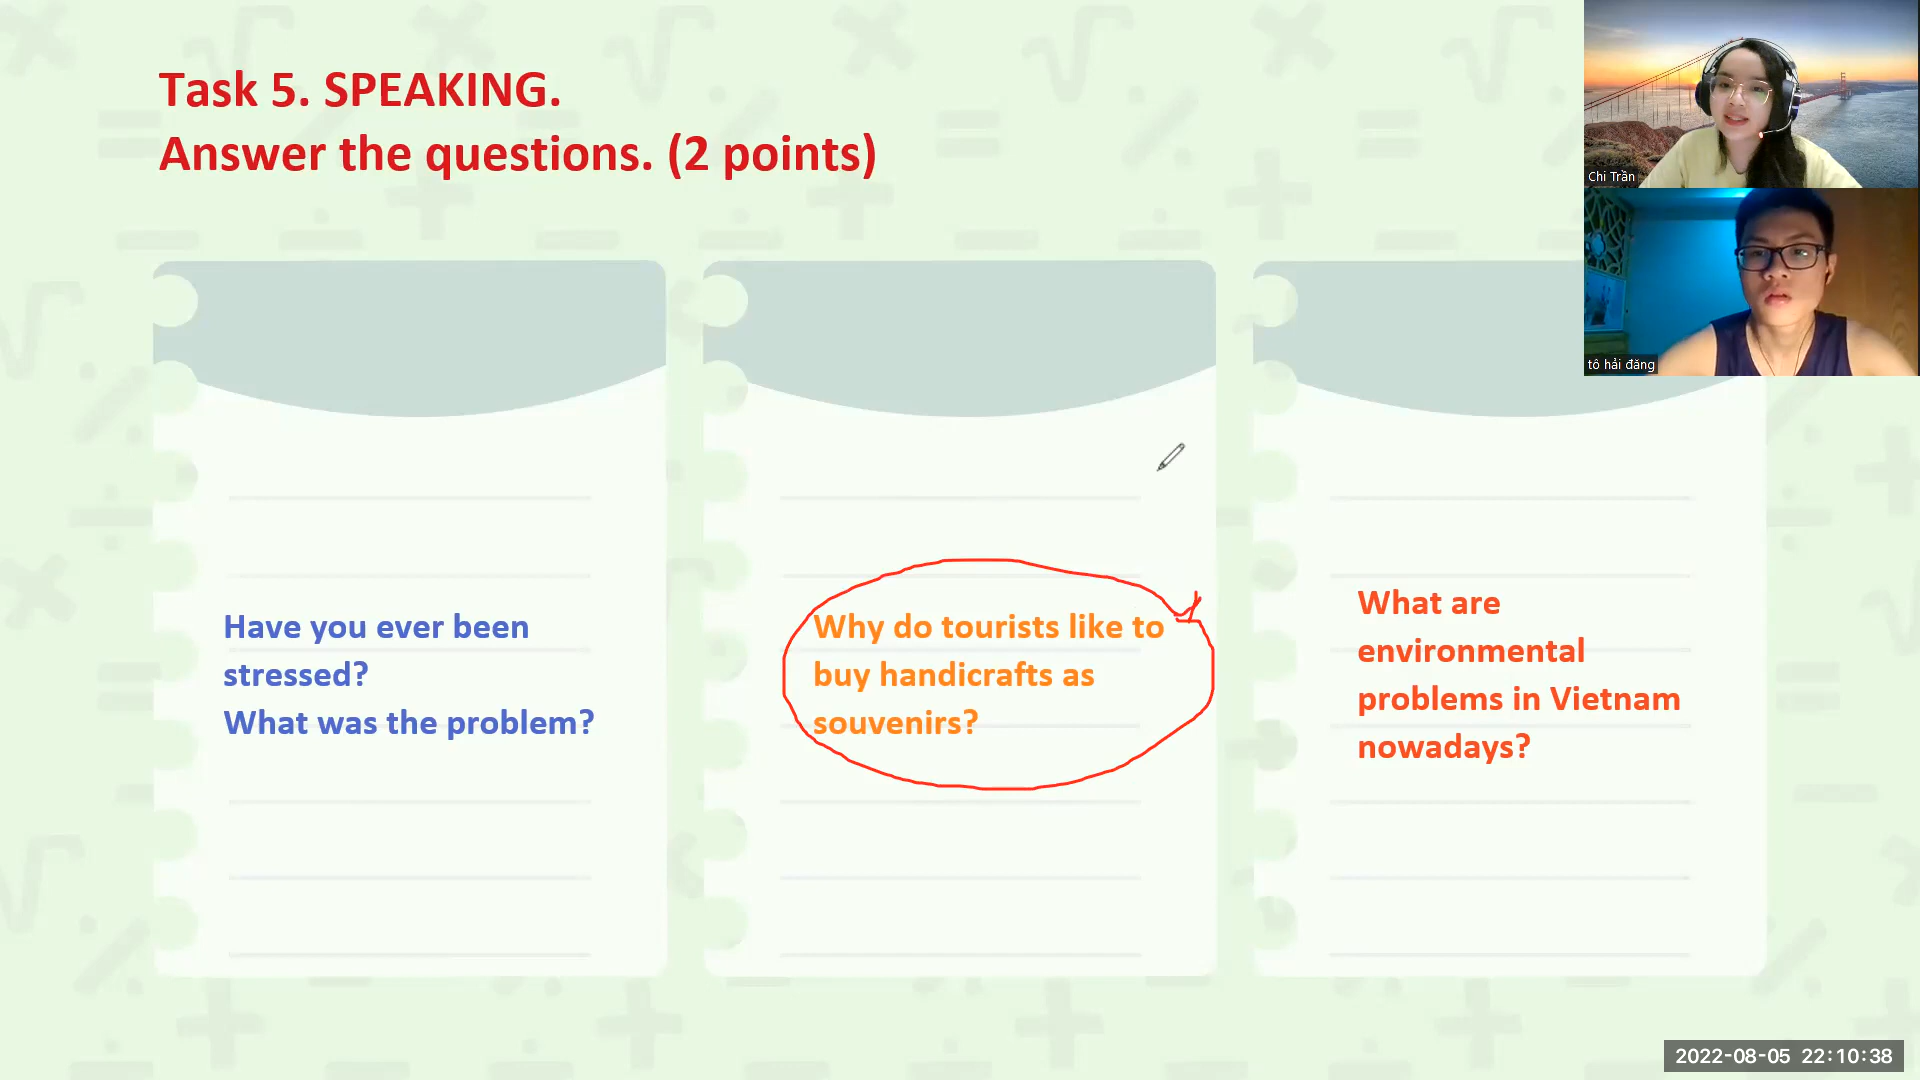 Task 5. SPEAKING.
Answer the questions. (2 points)
Have you ever been
stressed?
What was the problem?
Why do tourists like to
buy handicrafts as
souvenirs?
What are
environmental
problems in Vietnam
nowadays?
Chi Trần
tô hải đăng
2022-08-05 22:10:38